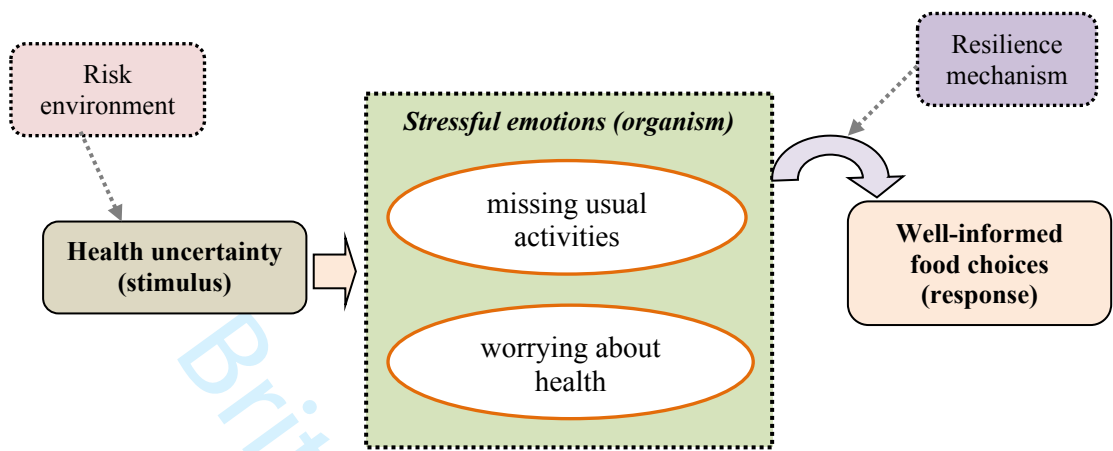 Risk
environment
Resilience
mechanism
Stressful emotions (organism)
missing usual
activities
Health uncertainty
(stimulus)
Well-informed
food choices
(response)
worrying about
health
Brit